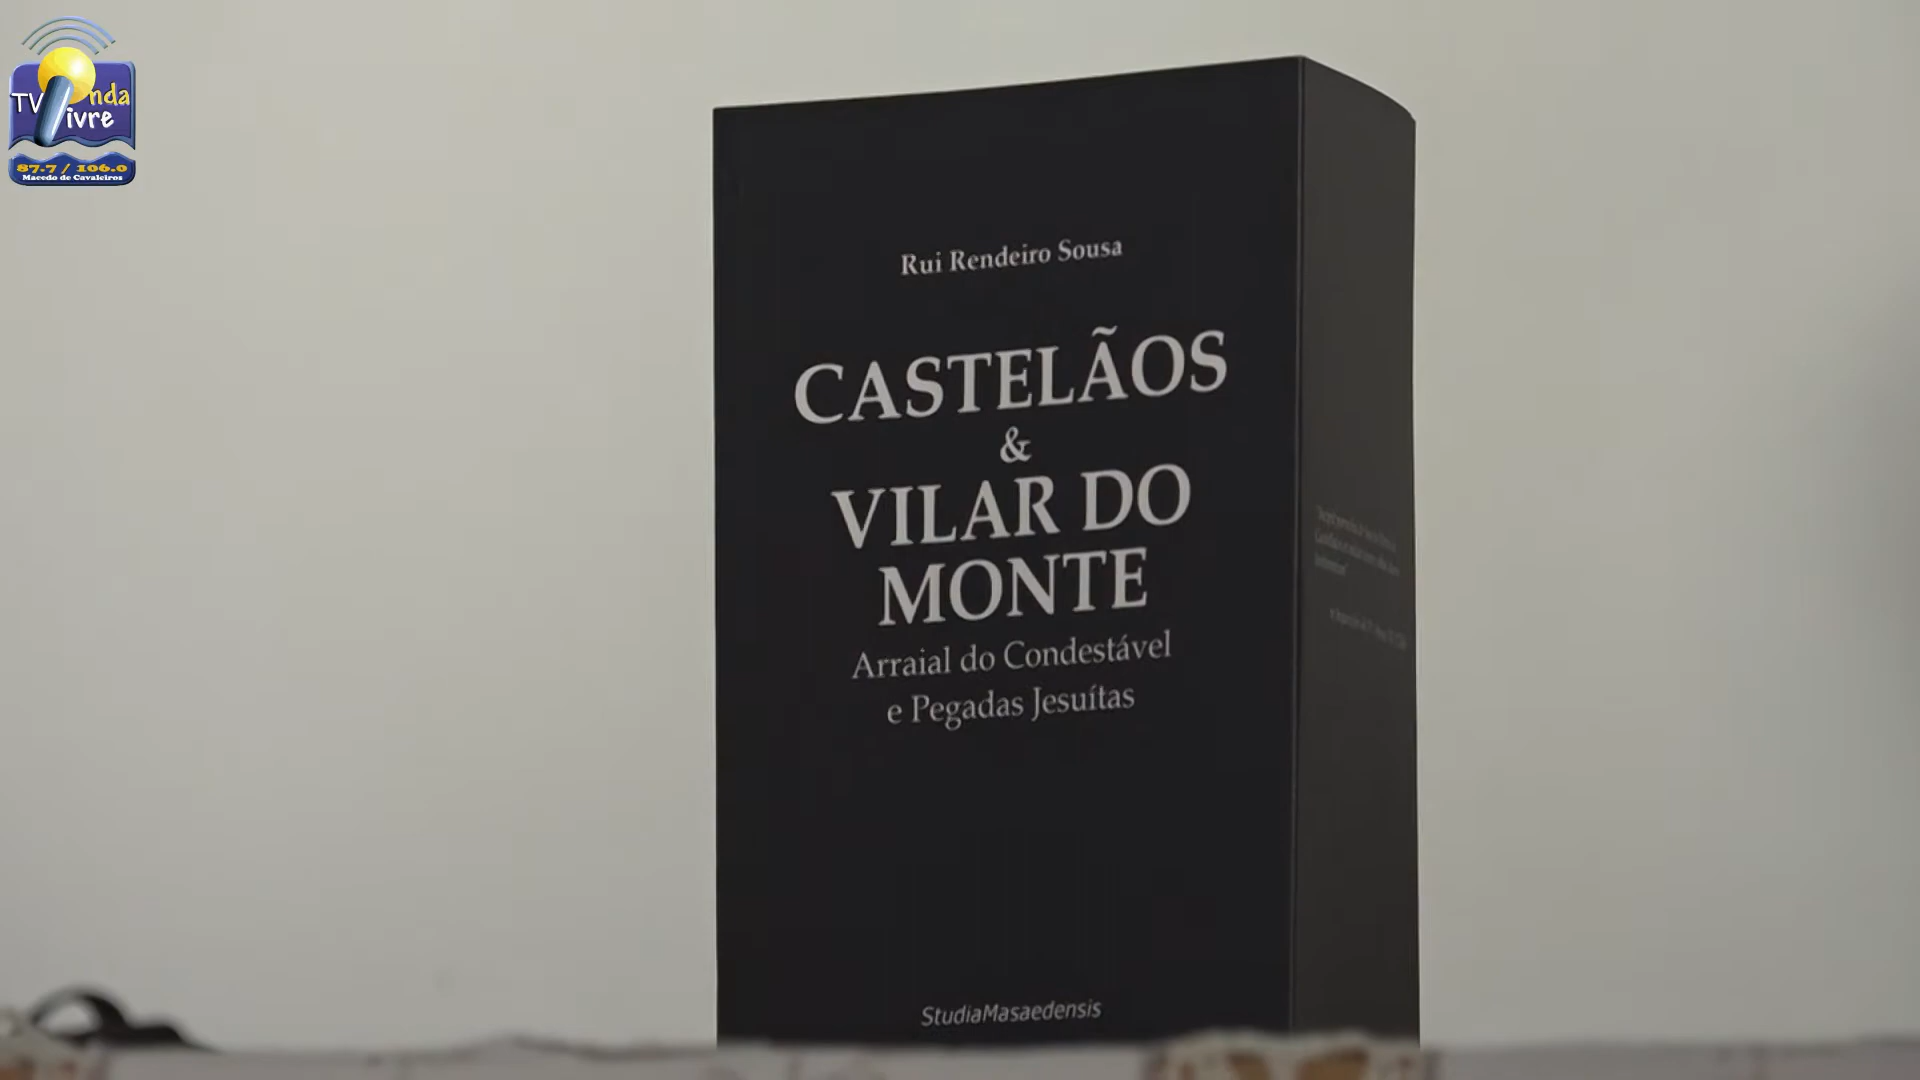 TV Onda
Livre
87.7 / 106.0
Macedo de Cavaleiros
Rui Rendeiro Sousa
CASTELÃOS
&
VILAR DO
MONTE
Arraial do Condestável
e Pegadas Jesuítas
StudiaMasaedensis